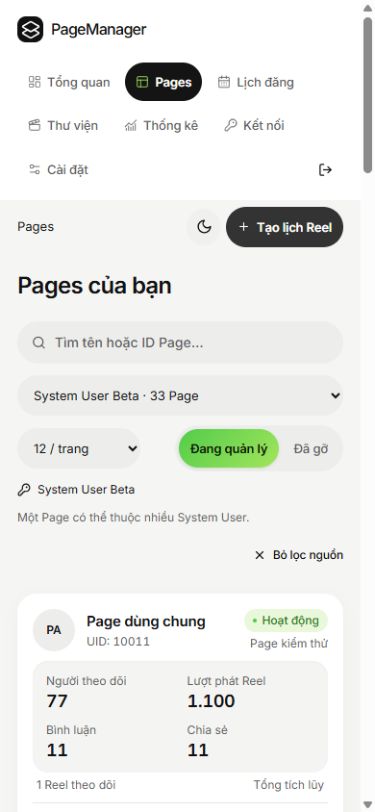 PageManager
Tổng quan
Pages
Lịch đăng
Thư viện
Thống kê
Kết nối
Cài đặt
Pages
+ Tạo lịch Reel
Pages của bạn
Tìm tên hoặc ID Page...
System User Beta · 33 Page
12 / trang
Đang quản lý
Đã gỡ
System User Beta
Một Page có thể thuộc nhiều System User.
× Bỏ lọc nguồn
PA
Page dùng chung
UID: 10011
Hoạt động
Page kiểm thử
Người theo dõi
77
Lượt phát Reel
1.100
Bình luận
11
Chia sẻ
11
1 Reel theo dõi
Tổng tích lũy